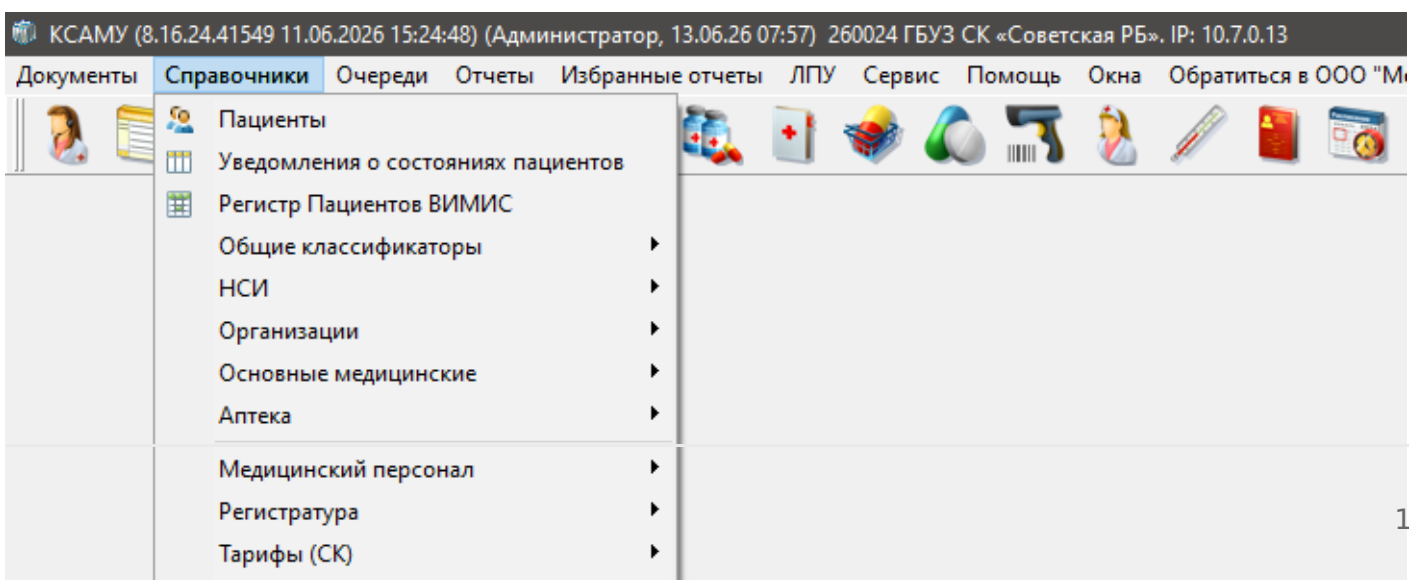 КСАМУ (8.16.24.41549 11.06.2026 15:24:48) (Администратор, 13.06.26 07:57) 260024 ГБУЗ СК «Советская РБ». IP: 10.7.0.13
Документы Справочники Очереди Отчеты Избранные отчеты ЛПУ Сервис Помощь Окна Обратиться в ООО "М
Пациенты
Уведомления о состояниях пациентов
Регистр Пациентов ВИМИС
Общие классификаторы
НСИ
Организации
Основные медицинские
Аптека
Медицинский персонал
Регистратура
1
Тарифы (СК)